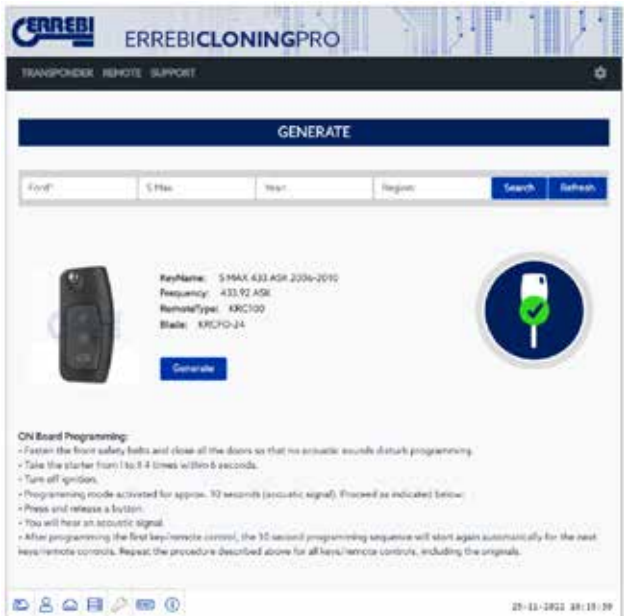 ERREBI
ERREBICLONINGPRO
TRANSPONDER REMOTE SUPPORT
GENERATE
Ford* S Max Year: Region: Search Refresh
KeyName: S MAX 433 ASK 2006-2010
Frequency: 433.92 ASK
RemoteType: KRC100
Blade: KRCFO-24
Generate
ON Board Programming:
- Fasten the front safety belts and close all the doors so that no acoustic sounds disturb programming.
- Take the starter from I to II 4 times within 6 seconds.
- Turn off ignition.
- Programming mode activated for approx. 10 seconds (acoustic signal). Proceed as indicated below:
- Press and release a button.
- You will hear an acoustic signal.
- After programming the first key/remote control, the 10 second programming sequence will start again automatically for the next
keys/remote controls. Repeat the procedure described above for all keys/remote controls, including the originals.